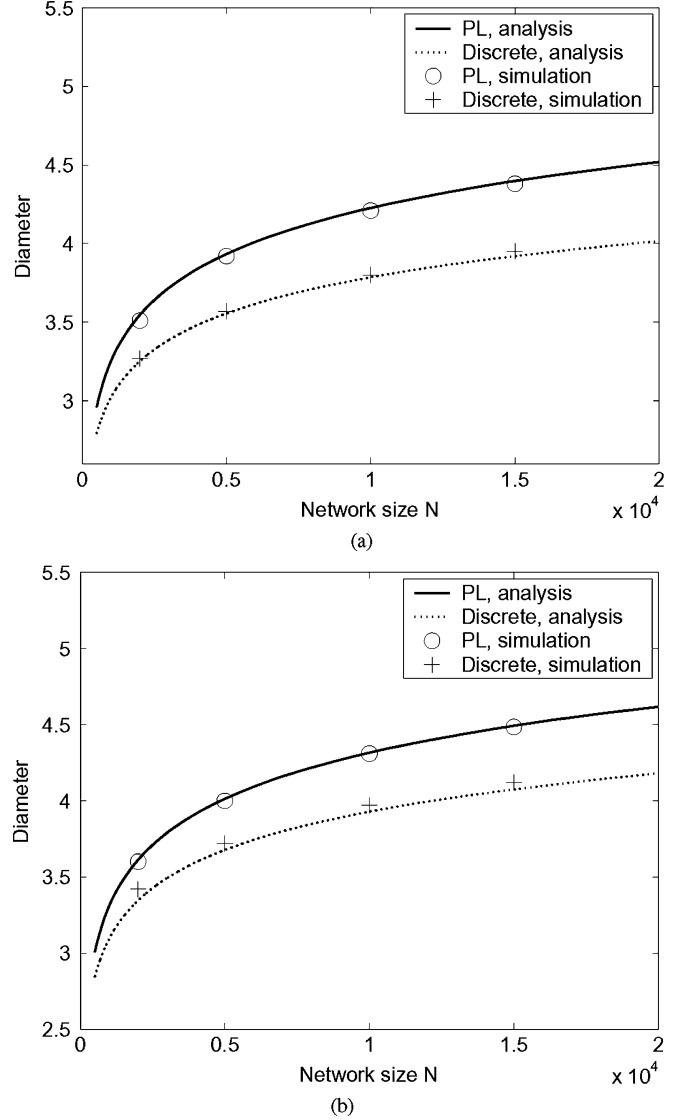 5.5
5
4.5
4
3.5
3
0
0.5
1
1.5
2
x 10^4
Diameter
Network size N
PL, analysis
Discrete, analysis
PL, simulation
Discrete, simulation
(a)
5.5
5
4.5
4
3.5
3
2.5
0
0.5
1
1.5
2
x 10^4
Diameter
Network size N
PL, analysis
Discrete, analysis
PL, simulation
Discrete, simulation
(b)